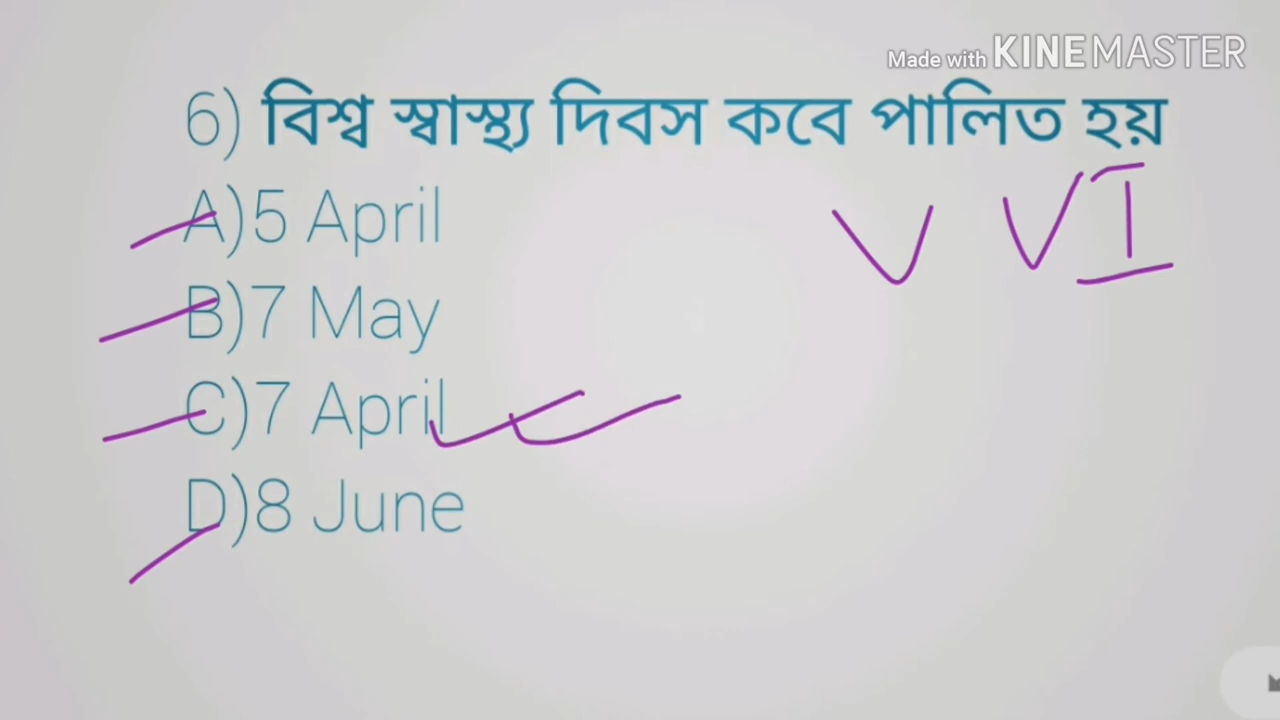 Made with KINEMASTER
6) বিশ্ব স্বাস্থ্য দিবস কবে পালিত হয়
A)5 April
V VI
B)7 May
C)7 April
D)8 June